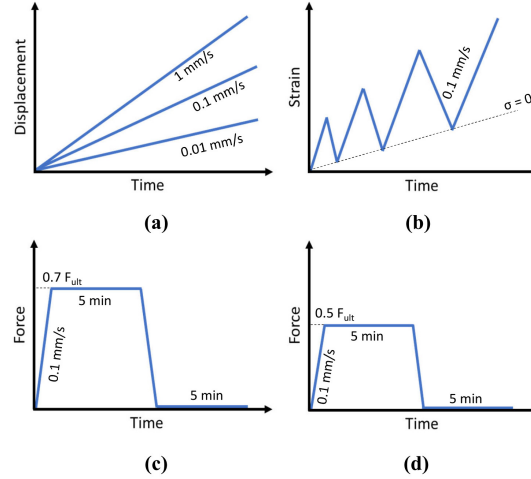 Displacement
1 mm/s
0.1 mm/s
0.01 mm/s
Time
(a)
Strain
0.1 mm/s
σ = 0
Time
(b)
Force
0.7 Fult
5 min
0.1 mm/s
5 min
Time
(c)
Force
0.5 Fult
5 min
0.1 mm/s
5 min
Time
(d)